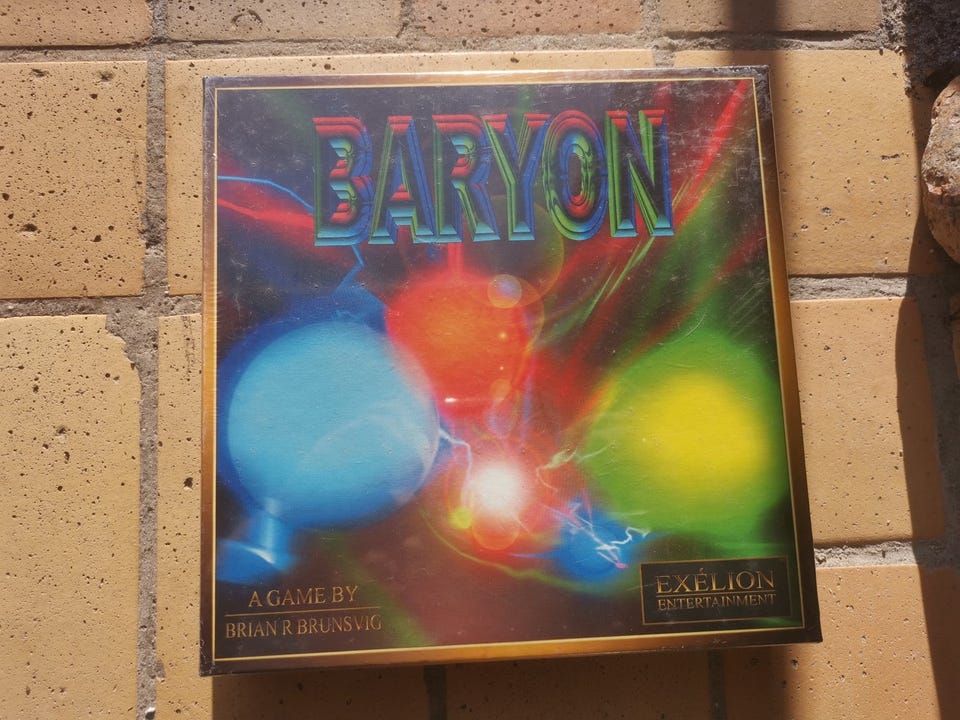 BARYON
A GAME BY
BRIAN R BRUNSVIG
EXÉLION
ENTERTAINMENT